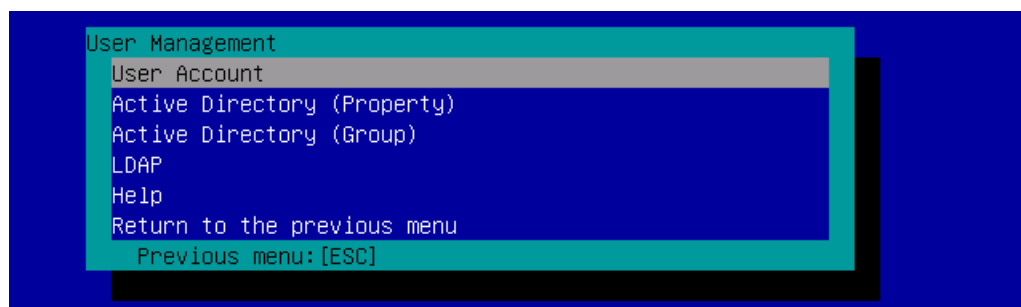 User Management
User Account
Active Directory (Property)
Active Directory (Group)
LDAP
Help
Return to the previous menu
Previous menu:[ESC]